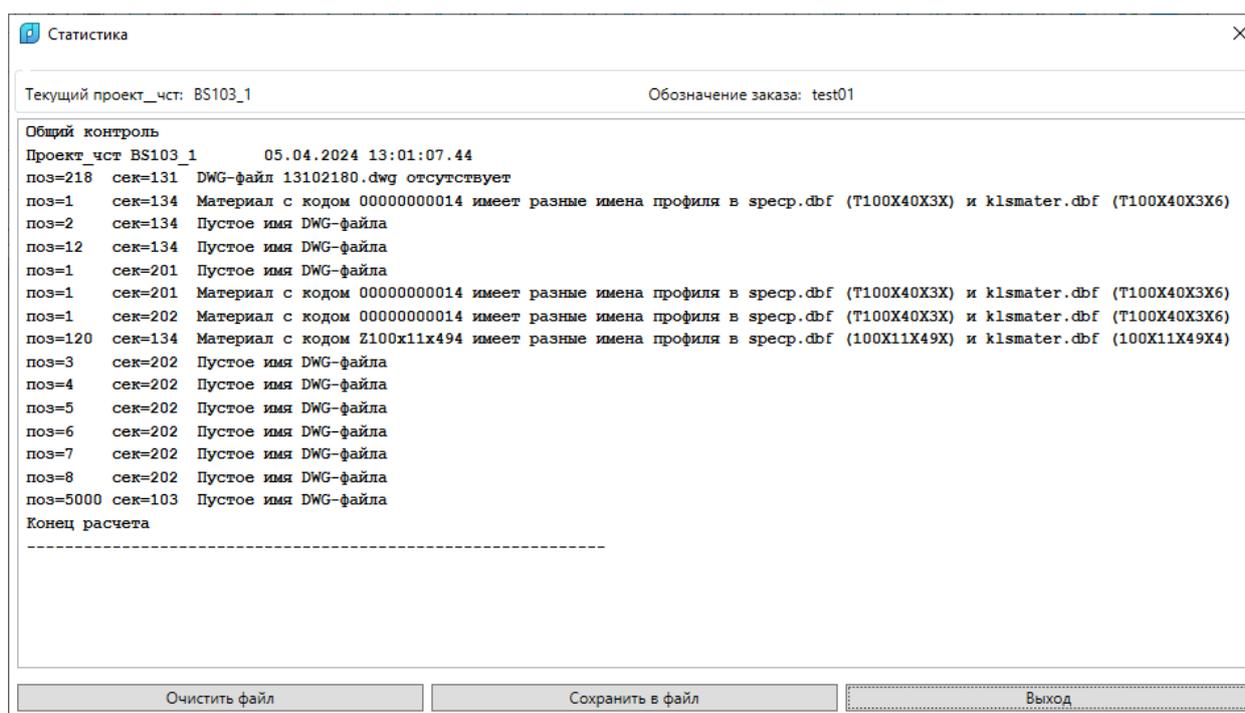 Статистика
Текущий проект__чст: BS103_1 Обозначение заказа: test01
Общий контроль
Проект_чст BS103_1 05.04.2024 13:01:07.44
поз=218 сек=131 DWG-файл 13102180.dwg отсутствует
поз=1 сек=134 Материал с кодом 00000000014 имеет разные имена профиля в specp.dbf (T100X40X3X) и klsmater.dbf (T100X40X3X6)
поз=2 сек=134 Пустое имя DWG-файла
поз=12 сек=134 Пустое имя DWG-файла
поз=1 сек=201 Пустое имя DWG-файла
поз=1 сек=201 Материал с кодом 00000000014 имеет разные имена профиля в specp.dbf (T100X40X3X) и klsmater.dbf (T100X40X3X6)
поз=1 сек=202 Материал с кодом 00000000014 имеет разные имена профиля в specp.dbf (T100X40X3X) и klsmater.dbf (T100X40X3X6)
поз=120 сек=134 Материал с кодом Z100x11x494 имеет разные имена профиля в specp.dbf (100X11X49X) и klsmater.dbf (100X11X49X4)
поз=3 сек=202 Пустое имя DWG-файла
поз=4 сек=202 Пустое имя DWG-файла
поз=5 сек=202 Пустое имя DWG-файла
поз=6 сек=202 Пустое имя DWG-файла
поз=7 сек=202 Пустое имя DWG-файла
поз=8 сек=202 Пустое имя DWG-файла
поз=5000 сек=103 Пустое имя DWG-файла
Конец расчета
-------------------------------------------------------------
Очистить файл Сохранить в файл Выход